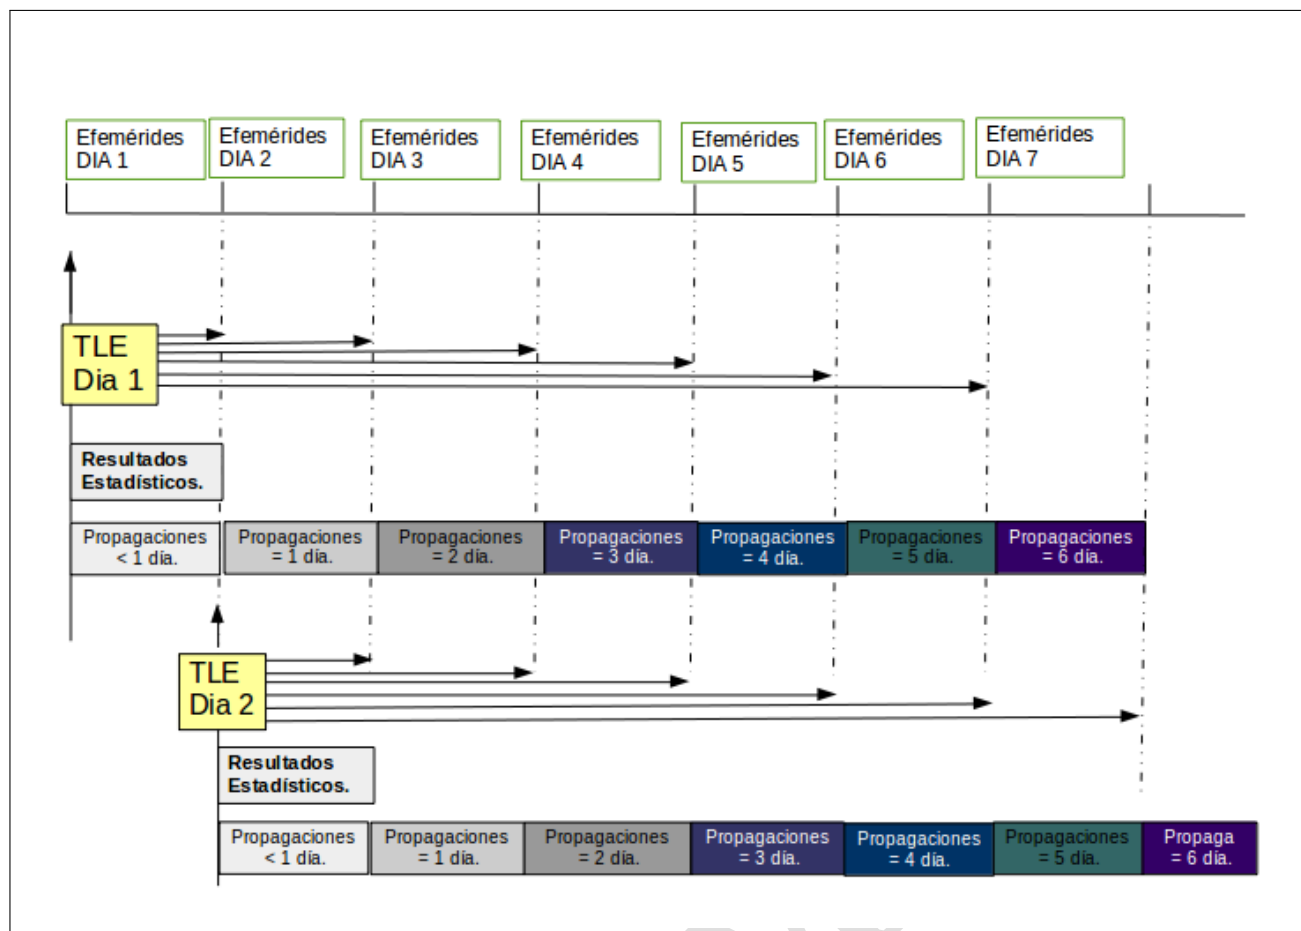 Efemérides
DIA 1
Efemérides
DIA 2
Efemérides
DIA 3
Efemérides
DIA 4
Efemérides
DIA 5
Efemérides
DIA 6
Efemérides
DIA 7
TLE
Dia 1
Resultados
Estadísticos.
Propagaciones
< 1 día.
Propagaciones
= 1 día.
Propagaciones
= 2 día.
Propagaciones
= 3 día.
Propagaciones
= 4 día.
Propagaciones
= 5 día.
Propagaciones
= 6 día.
TLE
Dia 2
Resultados
Estadísticos.
Propagaciones
< 1 día.
Propagaciones
= 1 día.
Propagaciones
= 2 día.
Propagaciones
= 3 día.
Propagaciones
= 4 día.
Propagaciones
= 5 día.
Propaga
= 6 día.